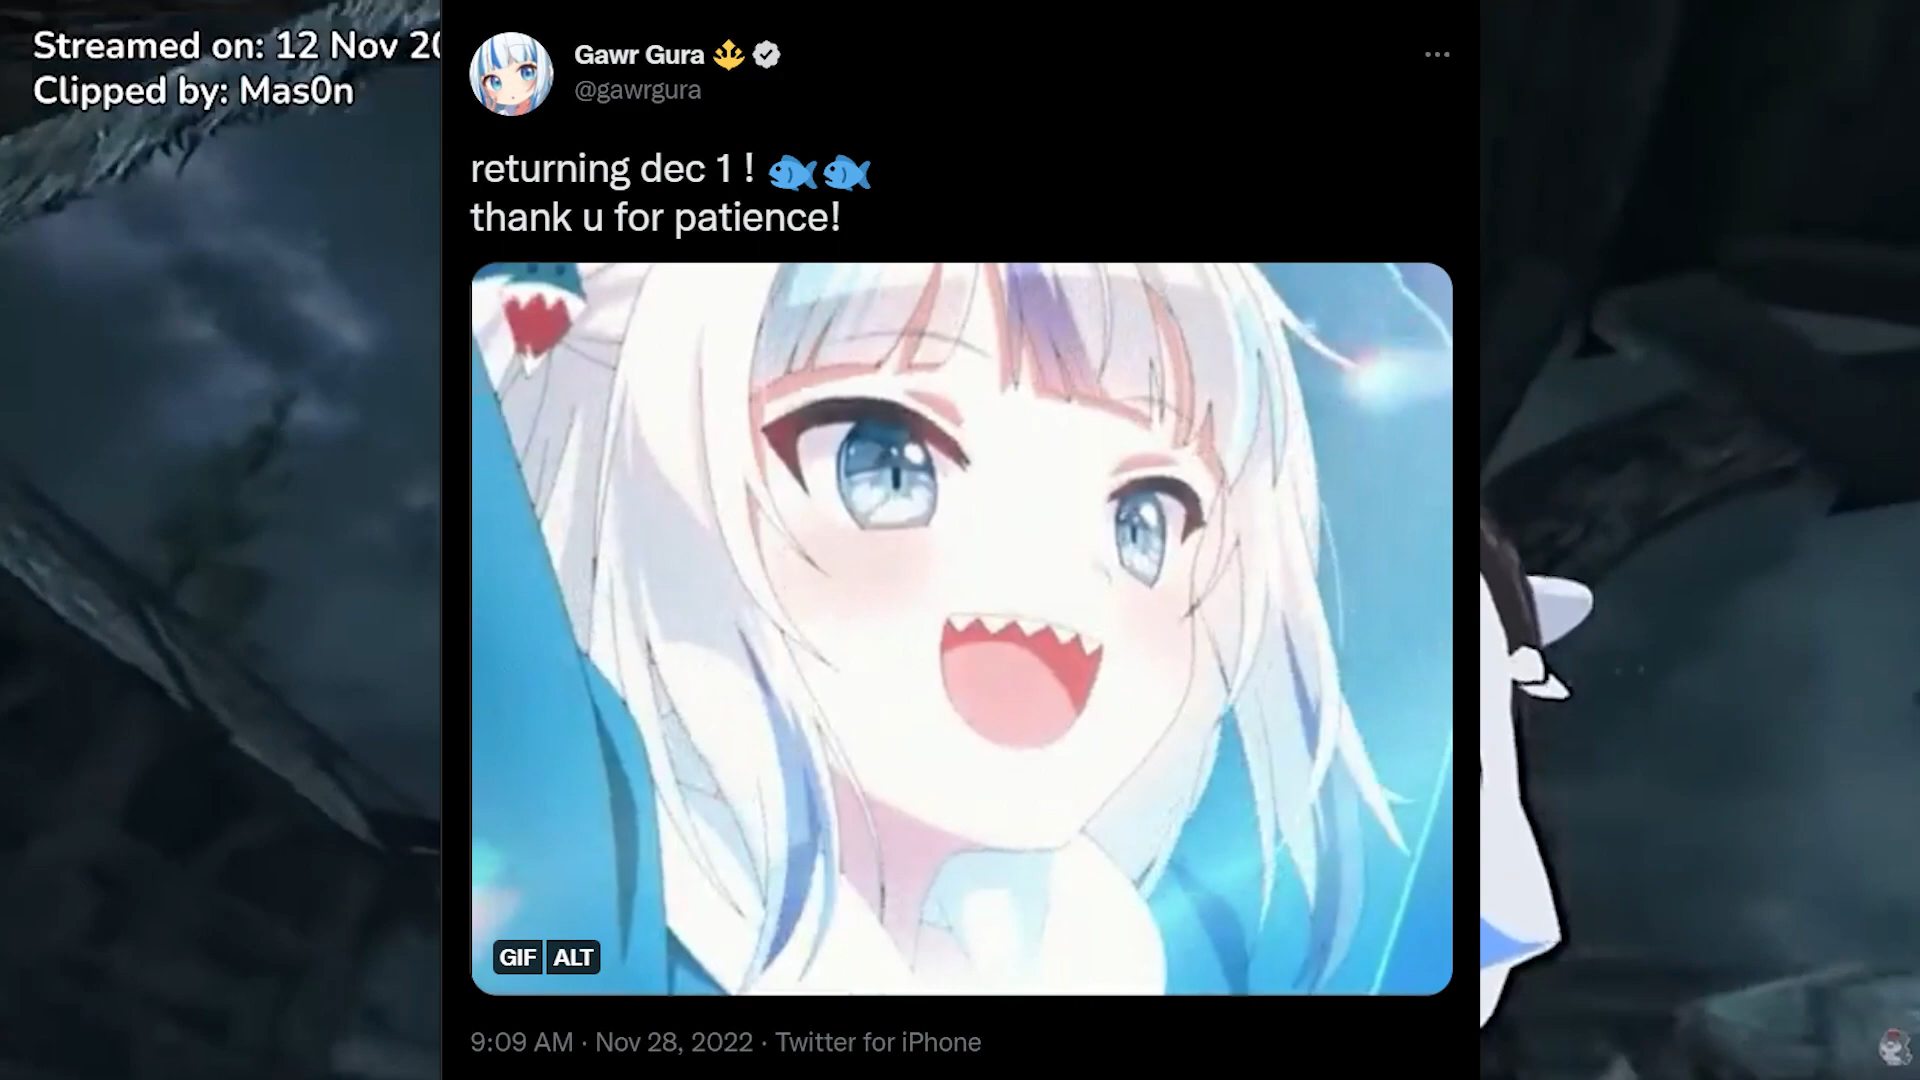 Streamed on: 12 Nov 20
Clipped by: Mas0n
Gawr Gura 🔱
@gawrgura
returning dec 1 ! 🐟🐟
thank u for patience!
GIF ALT
9:09 AM · Nov 28, 2022 · Twitter for iPhone